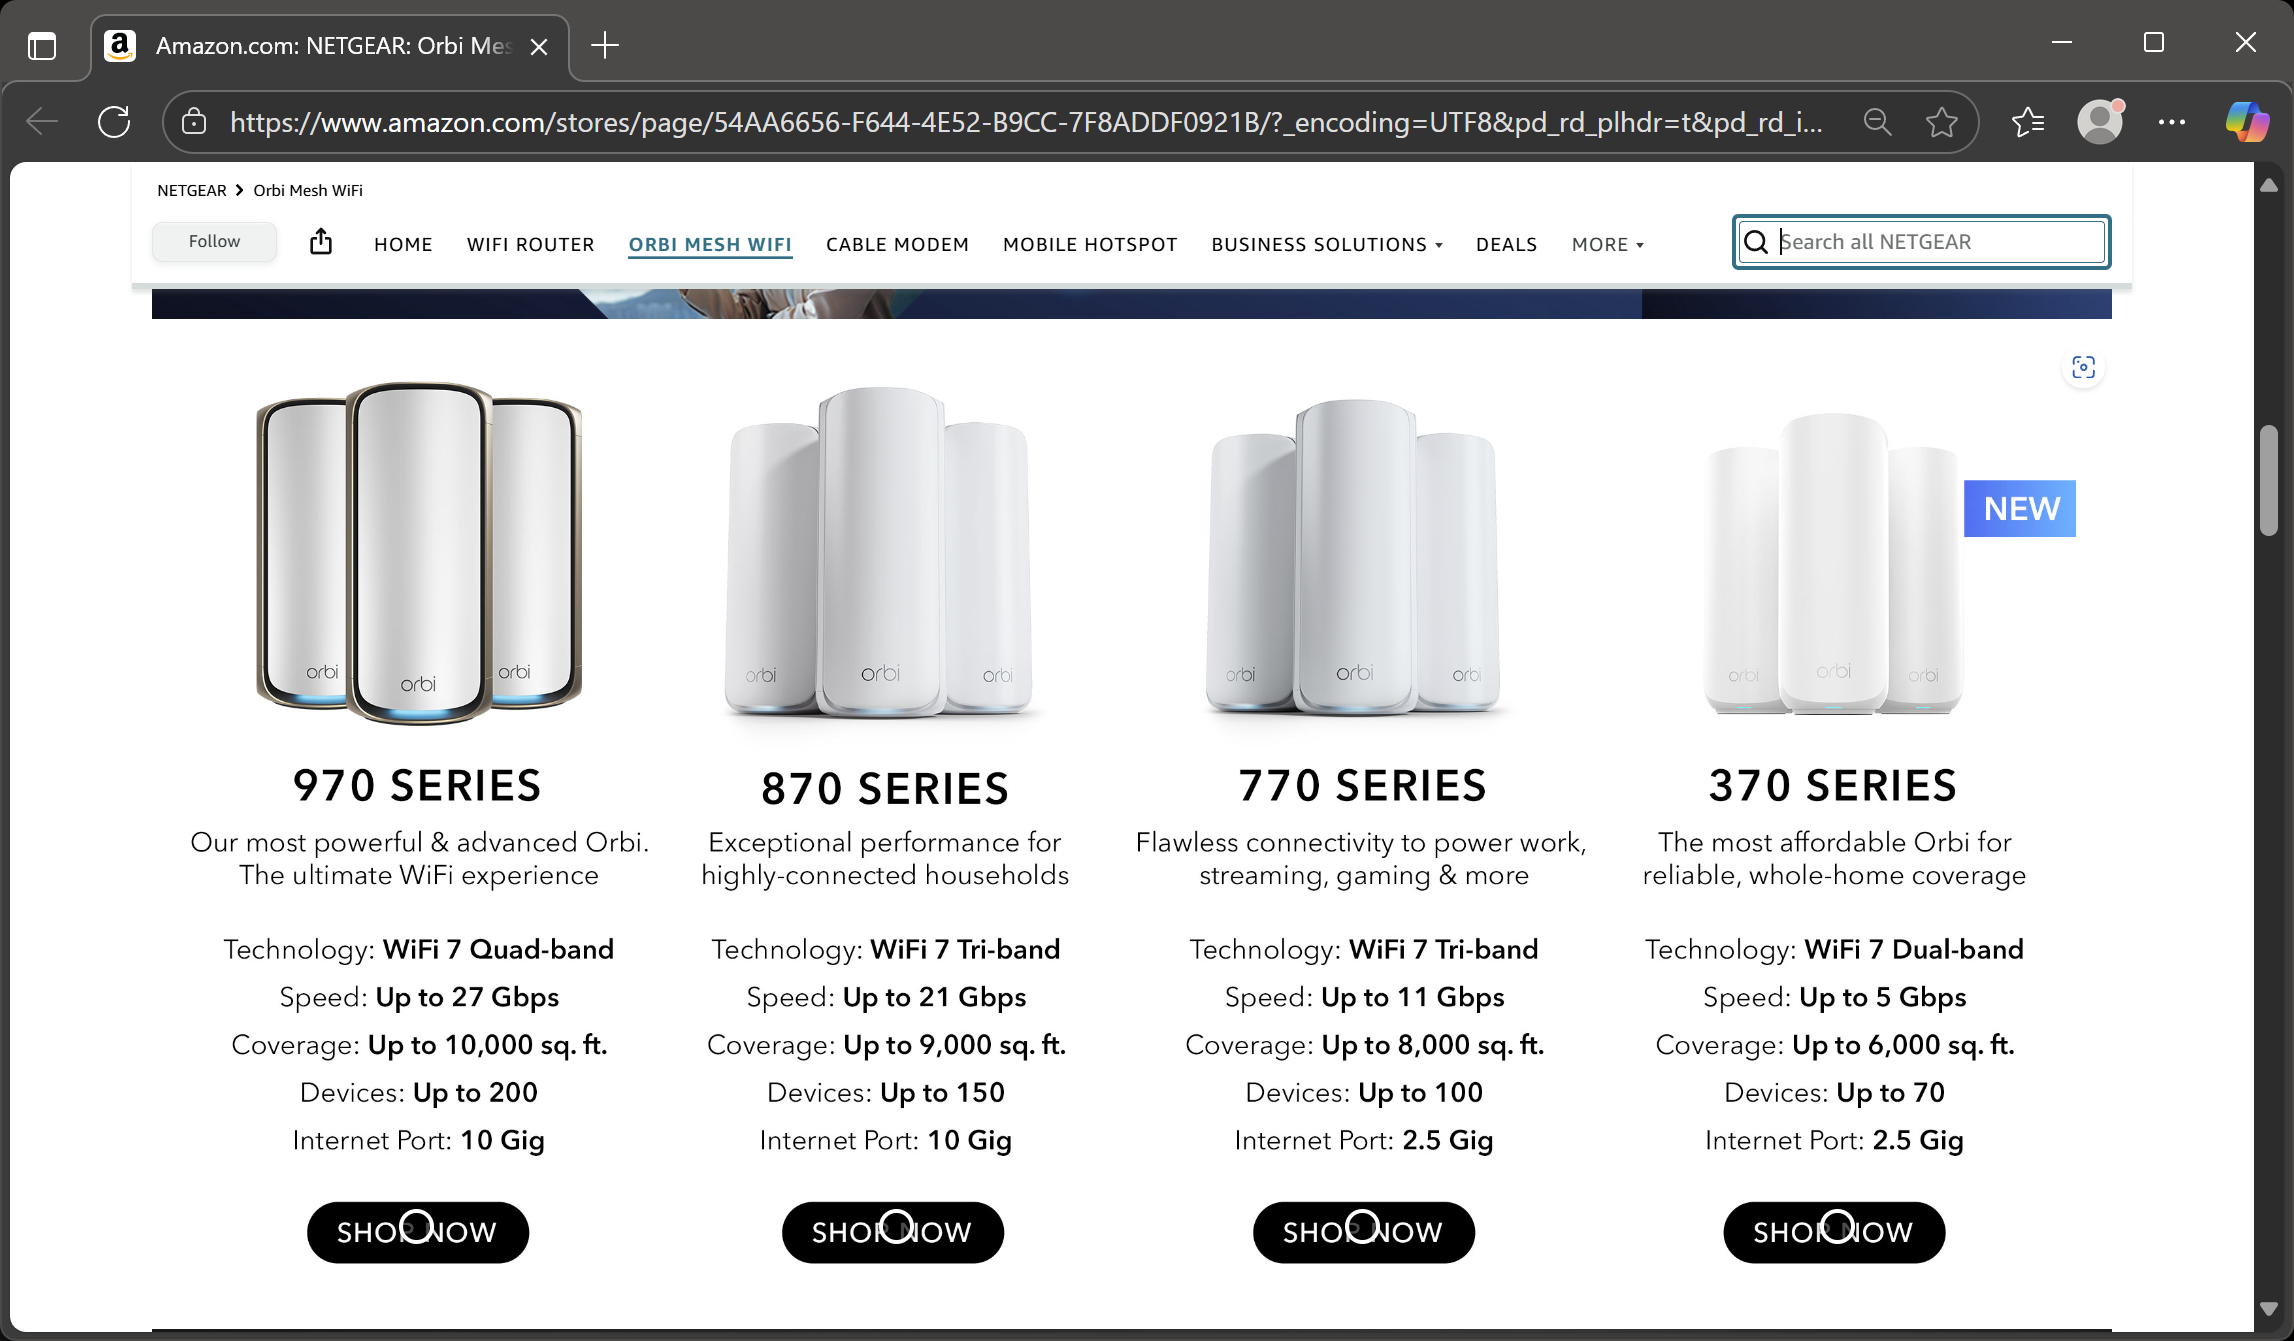 Amazon.com: NETGEAR: Orbi Mes
https://www.amazon.com/stores/page/54AA6656-F644-4E52-B9CC-7F8ADDF0921B/?_encoding=UTF8&pd_rd_plhdr=t&pd_rd_i...
NETGEAR > Orbi Mesh WiFi
Follow HOME WIFI ROUTER ORBI MESH WIFI CABLE MODEM MOBILE HOTSPOT BUSINESS SOLUTIONS DEALS MORE Search all NETGEAR
NEW
orbi orbi orbi
orbi orbi orbi
orbi orbi orbi
orbi orbi orbi
970 SERIES
Our most powerful & advanced Orbi.
The ultimate WiFi experience
Technology: WiFi 7 Quad-band
Speed: Up to 27 Gbps
Coverage: Up to 10,000 sq. ft.
Devices: Up to 200
Internet Port: 10 Gig
SHOP NOW
870 SERIES
Exceptional performance for
highly-connected households
Technology: WiFi 7 Tri-band
Speed: Up to 21 Gbps
Coverage: Up to 9,000 sq. ft.
Devices: Up to 150
Internet Port: 10 Gig
SHOP NOW
770 SERIES
Flawless connectivity to power work,
streaming, gaming & more
Technology: WiFi 7 Tri-band
Speed: Up to 11 Gbps
Coverage: Up to 8,000 sq. ft.
Devices: Up to 100
Internet Port: 2.5 Gig
SHOP NOW
370 SERIES
The most affordable Orbi for
reliable, whole-home coverage
Technology: WiFi 7 Dual-band
Speed: Up to 5 Gbps
Coverage: Up to 6,000 sq. ft.
Devices: Up to 70
Internet Port: 2.5 Gig
SHOP NOW